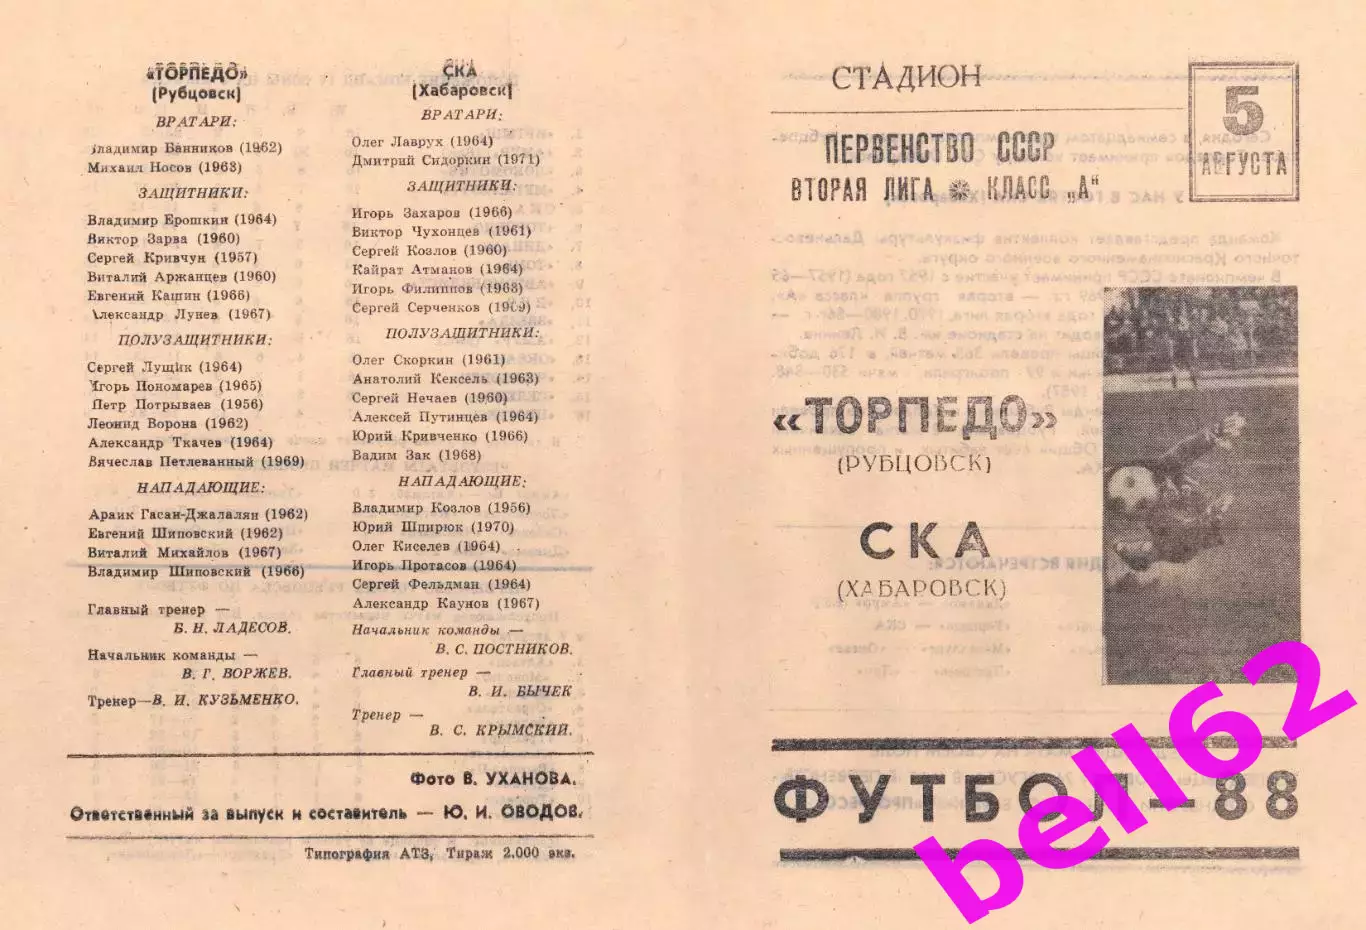 «ТОРПЕДО»
(Рубцовск)
ВРАТАРИ:
Владимир Банников (1962)
Михаил Носов (1963)
ЗАЩИТНИКИ:
Владимир Ерошкин (1964)
Виктор Зарва (1960)
Сергей Кривчун (1957)
Виталий Аржанцев (1960)
Евгений Кашин (1966)
Александр Лунев (1967)
ПОЛУЗАЩИТНИКИ:
Сергей Лущик (1964)
Игорь Пономарев (1965)
Петр Потрываев (1956)
Леонид Ворона (1962)
Александр Ткачев (1964)
Вячеслав Петлеванный (1969)
НАПАДАЮЩИЕ:
Араик Гасан-Джалалян (1962)
Евгений Шиповский (1962)
Виталий Михайлов (1967)
Владимир Шиповский (1966)
Главный тренер —
Б. Н. ЛАДЕСОВ.
Начальник команды —
В. Г. ВОРЖЕВ.
Тренер—В. И. КУЗЬМЕНКО.
СКА
(Хабаровск)
ВРАТАРИ:
Олег Лаврух (1964)
Дмитрий Сидоркин (1971)
ЗАЩИТНИКИ:
Игорь Захаров (1966)
Виктор Чухонцев (1961)
Сергей Козлов (1960)
Кайрат Атманов (1964)
Игорь Филиппов (1963)
Сергей Серченков (1969)
ПОЛУЗАЩИТНИКИ:
Олег Скоркин (1961)
Анатолий Кексель (1963)
Сергей Нечаев (1960)
Алексей Путинцев (1964)
Юрий Кривченко (1966)
Вадим Зак (1968)
НАПАДАЮЩИЕ:
Владимир Козлов (1956)
Юрий Шпирюк (1970)
Олег Киселев (1964)
Игорь Протасов (1964)
Сергей Фельдман (1964)
Александр Каунов (1967)
Начальник команды —
В. С. ПОСТНИКОВ.
Главный тренер —
В. И. БЫЧЕК
Тренер —
В. С. КРЫМСКИЙ.
Фото В. УХАНОВА.
Ответственный за выпуск и составитель — Ю. И. ОВОДОВ.
Типография АТЗ, Тираж 2.000 экз.
СТАДИОН
5
АВГУСТА
ПЕРВЕНСТВО СССР
ВТОРАЯ ЛИГА КЛАСС „А"
«ТОРПЕДО»
(РУБЦОВСК)
СКА
(ХАБАРОВСК)
ФУТБОЛ — 88
bell62